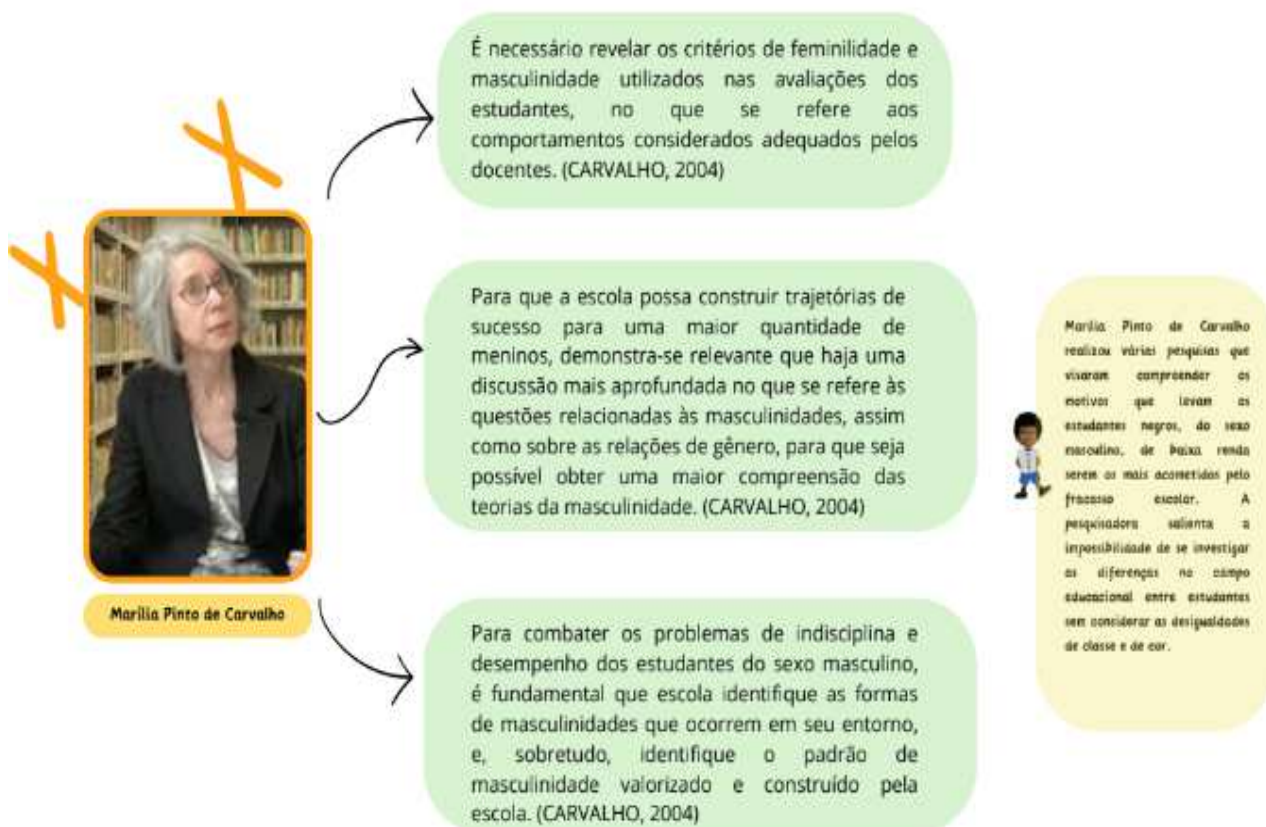 É necessário revelar os critérios de feminilidade e
masculinidade utilizados nas avaliações dos
estudantes, no que se refere aos
comportamentos considerados adequados pelos
docentes. (CARVALHO, 2004)
Para que a escola possa construir trajetórias de
sucesso para uma maior quantidade de
meninos, demonstra-se relevante que haja uma
discussão mais aprofundada no que se refere às
questões relacionadas às masculinidades, assim
como sobre as relações de gênero, para que seja
possível obter uma maior compreensão das
teorias da masculinidade. (CARVALHO, 2004)
Para combater os problemas de indisciplina e
desempenho dos estudantes do sexo masculino,
é fundamental que escola identifique as formas
de masculinidades que ocorrem em seu entorno,
e, sobretudo, identifique o padrão de
masculinidade valorizado e construído pela
escola. (CARVALHO, 2004)
Marília Pinto de Carvalho
Marília Pinto de Carvalho
realizou várias pesquisas que
visaram compreender os
motivos que levam os
estudantes negros, do sexo
masculino, de baixa renda
serem os mais acometidos pelo
fracasso escolar. A
pesquisadora salienta a
impossibilidade de se investigar
as diferenças no campo
educacional entre estudantes
sem considerar as desigualdades
de classe e de cor.